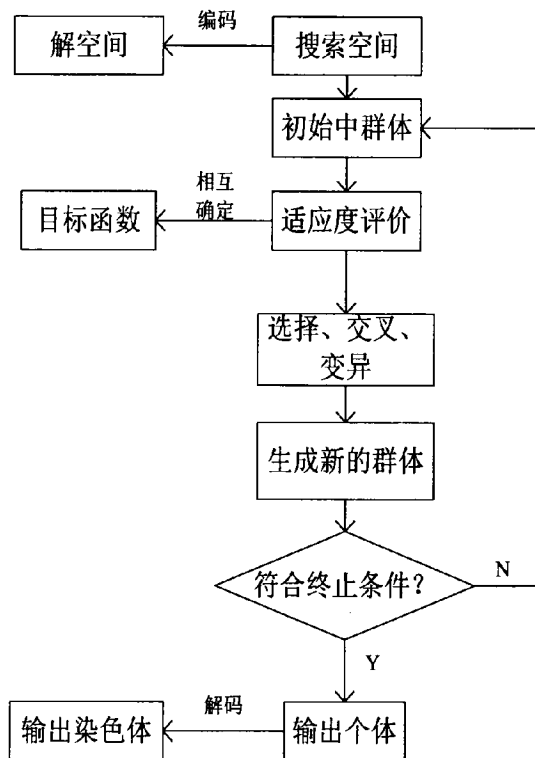 编码
解空间
搜索空间
初始中群体
相互
确定
目标函数
适应度评价
选择、交叉、
变异
生成新的群体
符合终止条件？
N
Y
解码
输出染色体
输出个体